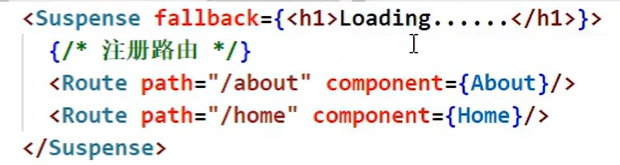 <Suspense fallback={<h1>Loading......</h1>}>
{/* 注册路由 */}
<Route path="/about" component={About}/>
<Route path="/home" component={Home}/>
</Suspense>